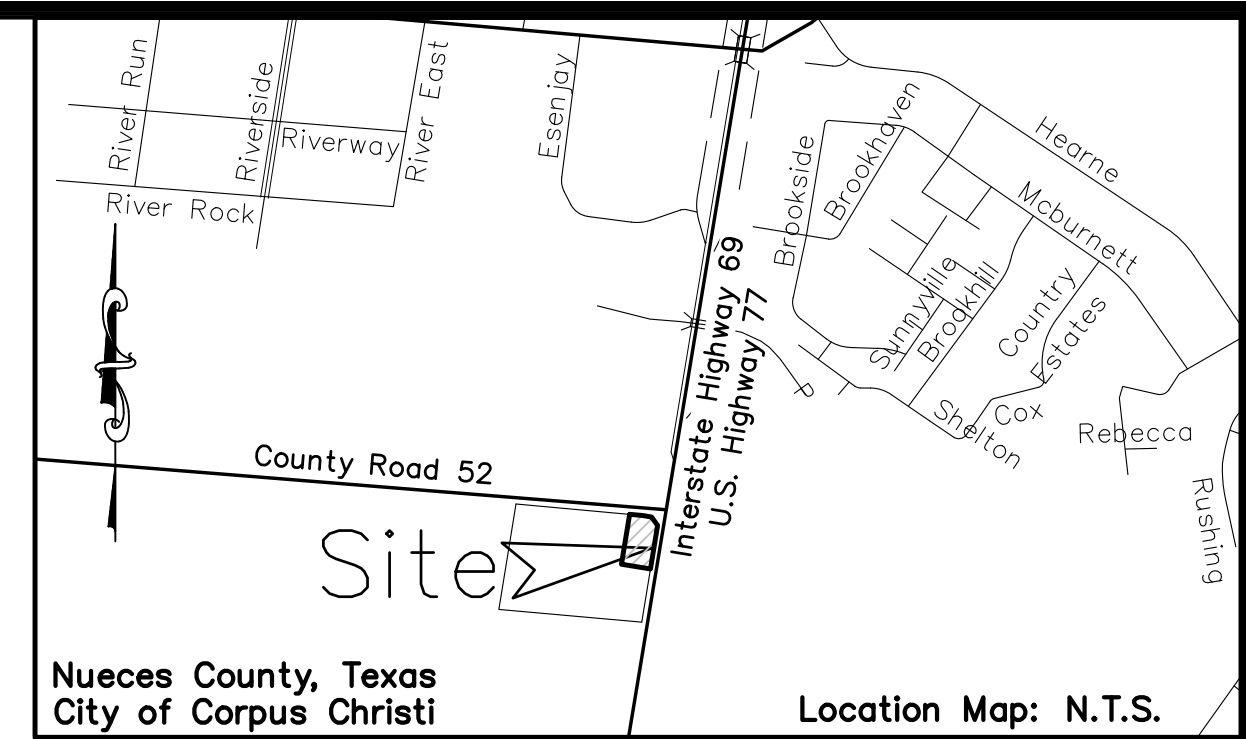 River Run
Riverside
River East
Riverway
River Rock
Esenjay
Brookside
Brookhaven
Hearne
Mcburnett
Sunnyville
Brookhill
Country
Estates
Cox
Shelton
Rebecca
Rushing
Interstate Highway 69
U.S. Highway 77
P
County Road 52
Site
Nueces County, Texas
City of Corpus Christi
Location Map: N.T.S.